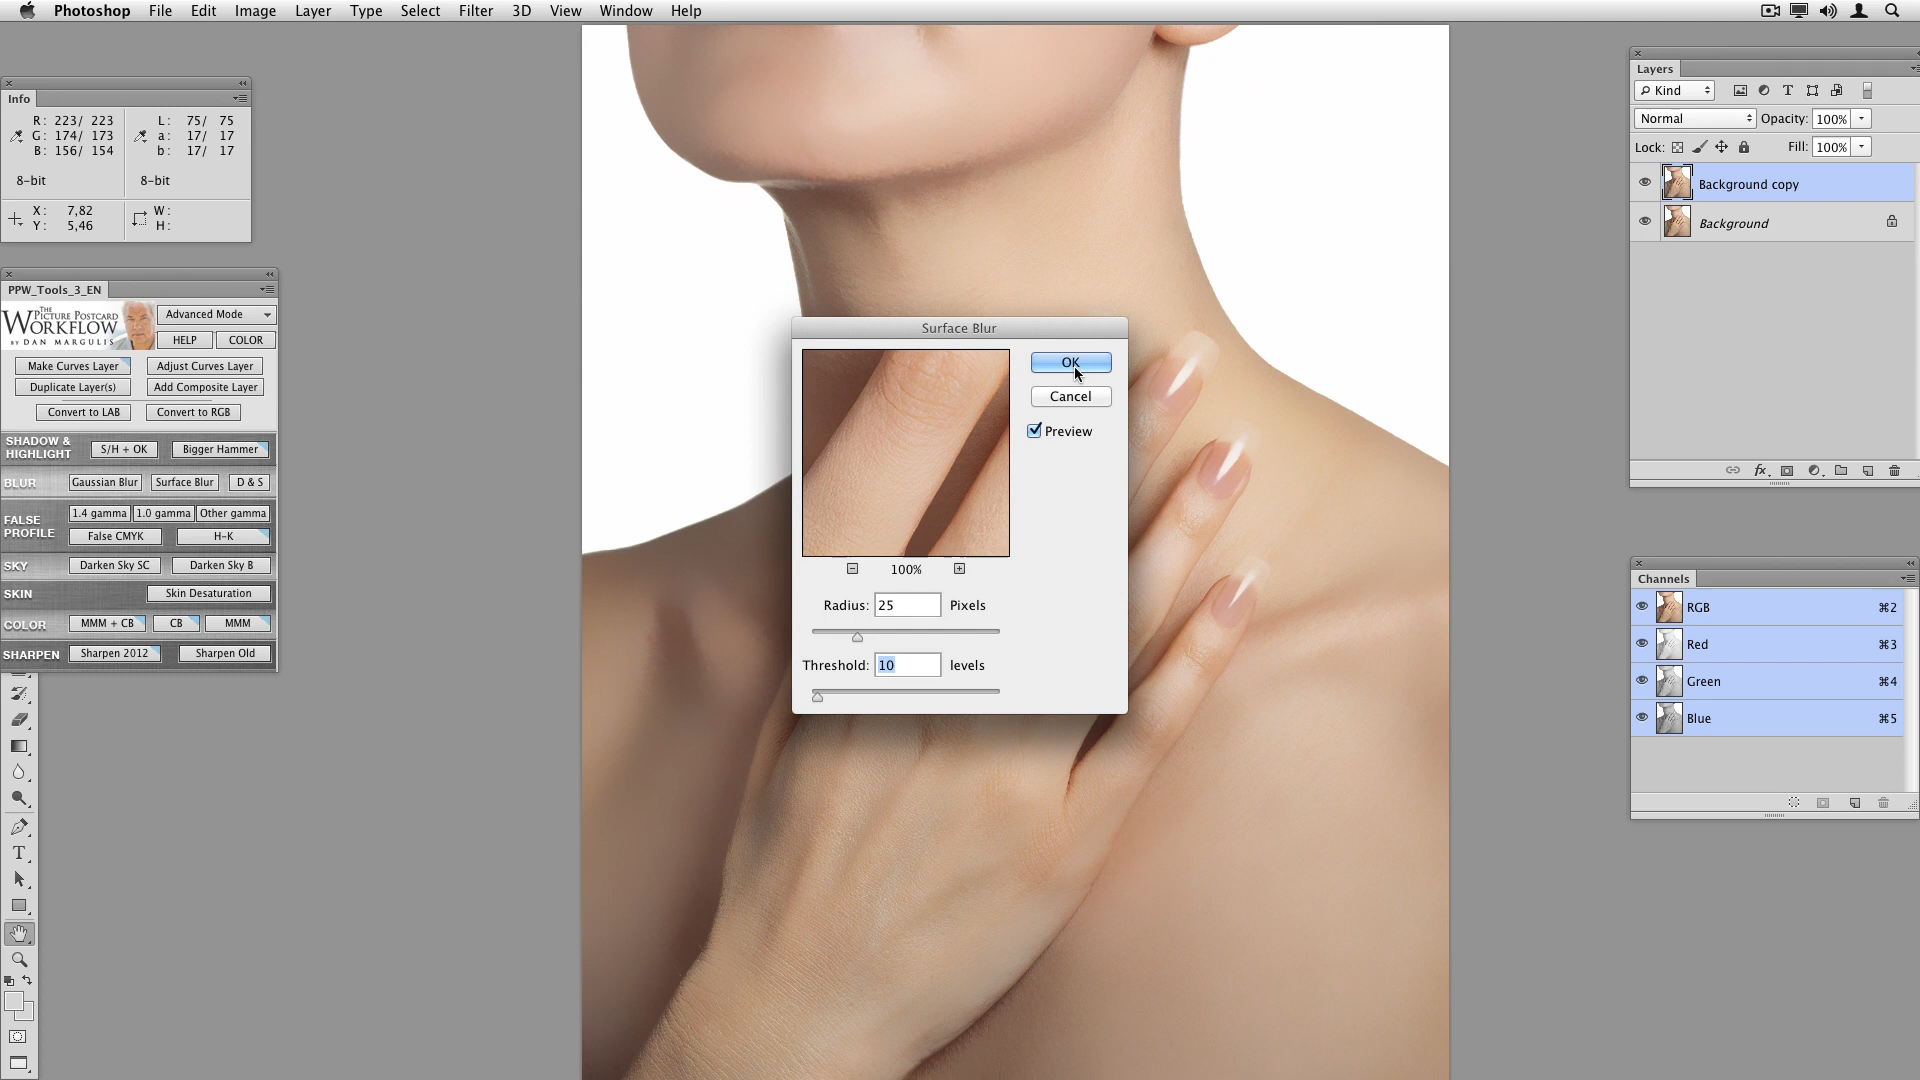 Photoshop File Edit Image Layer Type Select Filter 3D View Window Help
Info
R: 223/ 223 L: 75/ 75
G: 174/ 173 a: 17/ 17
B: 156/ 154 b: 17/ 17
8-bit 8-bit
X: 7,82 W:
Y: 5,46 H:
PPW_Tools_3_EN
THE
PICTURE POSTCARD
WORKFLOW
BY DAN MARGULIS
Advanced Mode
HELP COLOR
Make Curves Layer Adjust Curves Layer
Duplicate Layer(s) Add Composite Layer
Convert to LAB Convert to RGB
SHADOW &
HIGHLIGHT
S/H + OK Bigger Hammer
BLUR Gaussian Blur Surface Blur D & S
FALSE
PROFILE
1.4 gamma 1.0 gamma Other gamma
False CMYK H-K
SKY Darken Sky SC Darken Sky B
SKIN Skin Desaturation
COLOR MMM + CB CB MMM
SHARPEN Sharpen 2012 Sharpen Old
T
Surface Blur
OK
Cancel
Preview
100%
Radius: 25 Pixels
Threshold: 10 levels
Layers
Kind T
Normal Opacity: 100%
Lock: Fill: 100%
Background copy
Background
fx
Channels
RGB ⌘2
Red ⌘3
Green ⌘4
Blue ⌘5